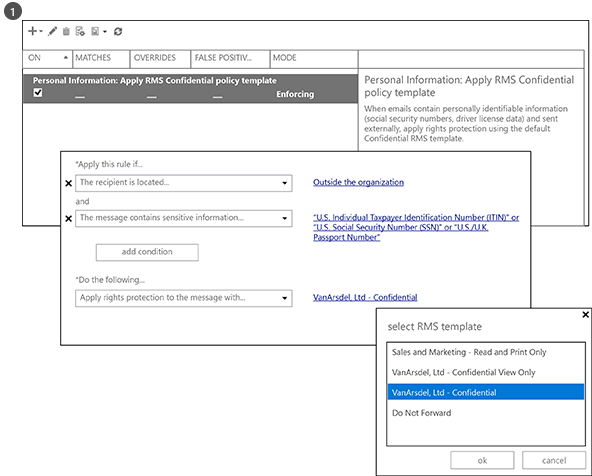 1
ON MATCHES OVERRIDES FALSE POSITIV... MODE
Personal Information: Apply RMS Confidential policy template
Enforcing
Personal Information: Apply RMS Confidential
policy template
When emails contain personally identifiable information
(social security numbers, driver license data) and sent
externally, apply rights protection using the default
Confidential RMS template.
*Apply this rule if...
The recipient is located... Outside the organization
and
The message contains sensitive information... "U.S. Individual Taxpayer Identification Number (ITIN)" or
"U.S. Social Security Number (SSN)" or "U.S./U.K.
Passport Number"
add condition
*Do the following...
Apply rights protection to the message with... VanArsdel, Ltd - Confidential
select RMS template
Sales and Marketing - Read and Print Only
VanArsdel, Ltd - Confidential View Only
VanArsdel, Ltd - Confidential
Do Not Forward
ok cancel